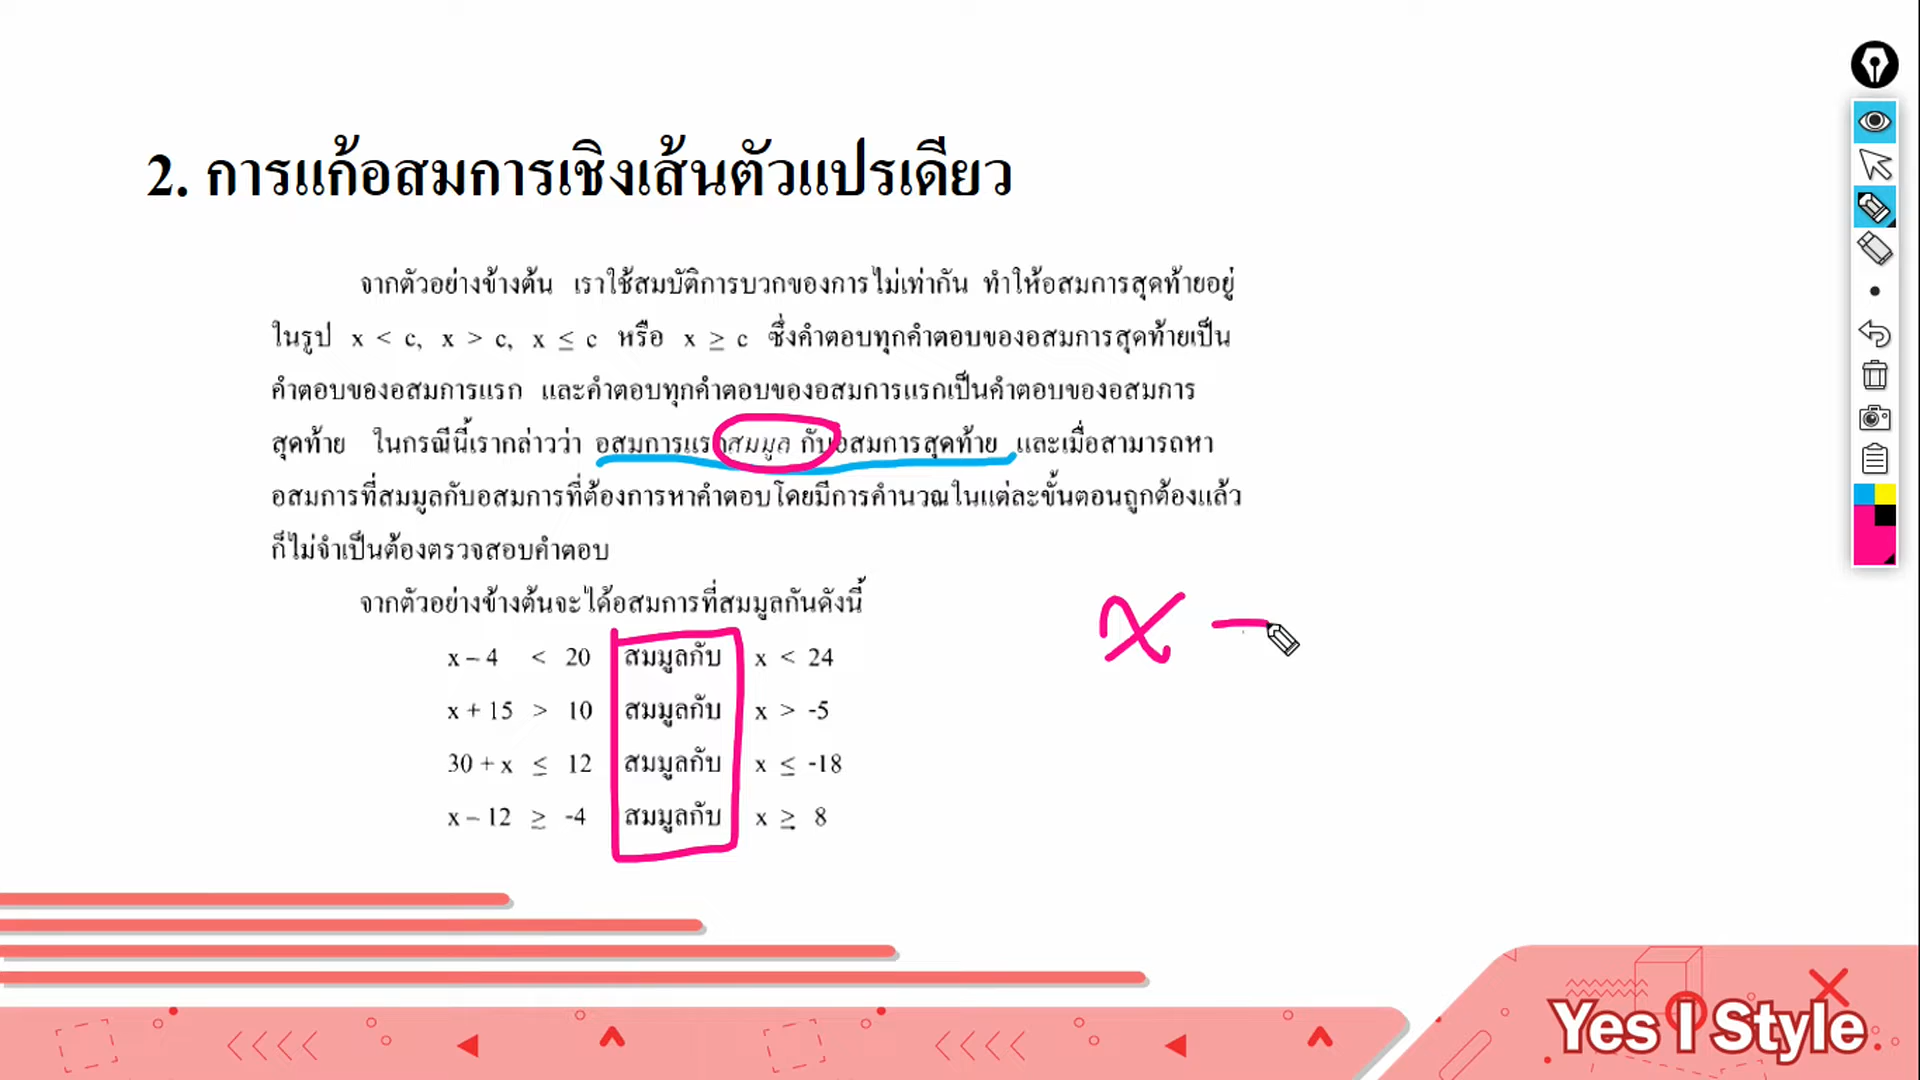 2. การแก้อสมการเชิงเส้นตัวแปรเดียว
จากตัวอย่างข้างต้น เราใช้สมบัติการบวกของการไม่เท่ากัน ทำให้อสมการสุดท้ายอยู่
ในรูป x < c, x > c, x ≤ c หรือ x ≥ c ซึ่งคำตอบทุกคำตอบของอสมการสุดท้ายเป็น
คำตอบของอสมการแรก และคำตอบทุกคำตอบของอสมการแรกเป็นคำตอบของอสมการ
สุดท้าย ในกรณีนี้เรากล่าวว่า อสมการแรกสมมูล กับอสมการสุดท้าย และเมื่อสามารถหา
อสมการที่สมมูลกับอสมการที่ต้องการหาคำตอบโดยมีการคำนวณในแต่ละขั้นตอนถูกต้องแล้ว
ก็ไม่จำเป็นต้องตรวจสอบคำตอบ
จากตัวอย่างข้างต้นจะได้อสมการที่สมมูลกันดังนี้
x – 4 < 20 สมมูลกับ x < 24
x + 15 > 10 สมมูลกับ x > -5
30 + x ≤ 12 สมมูลกับ x ≤ -18
x – 12 ≥ -4 สมมูลกับ x ≥ 8
x –
Yes I Style